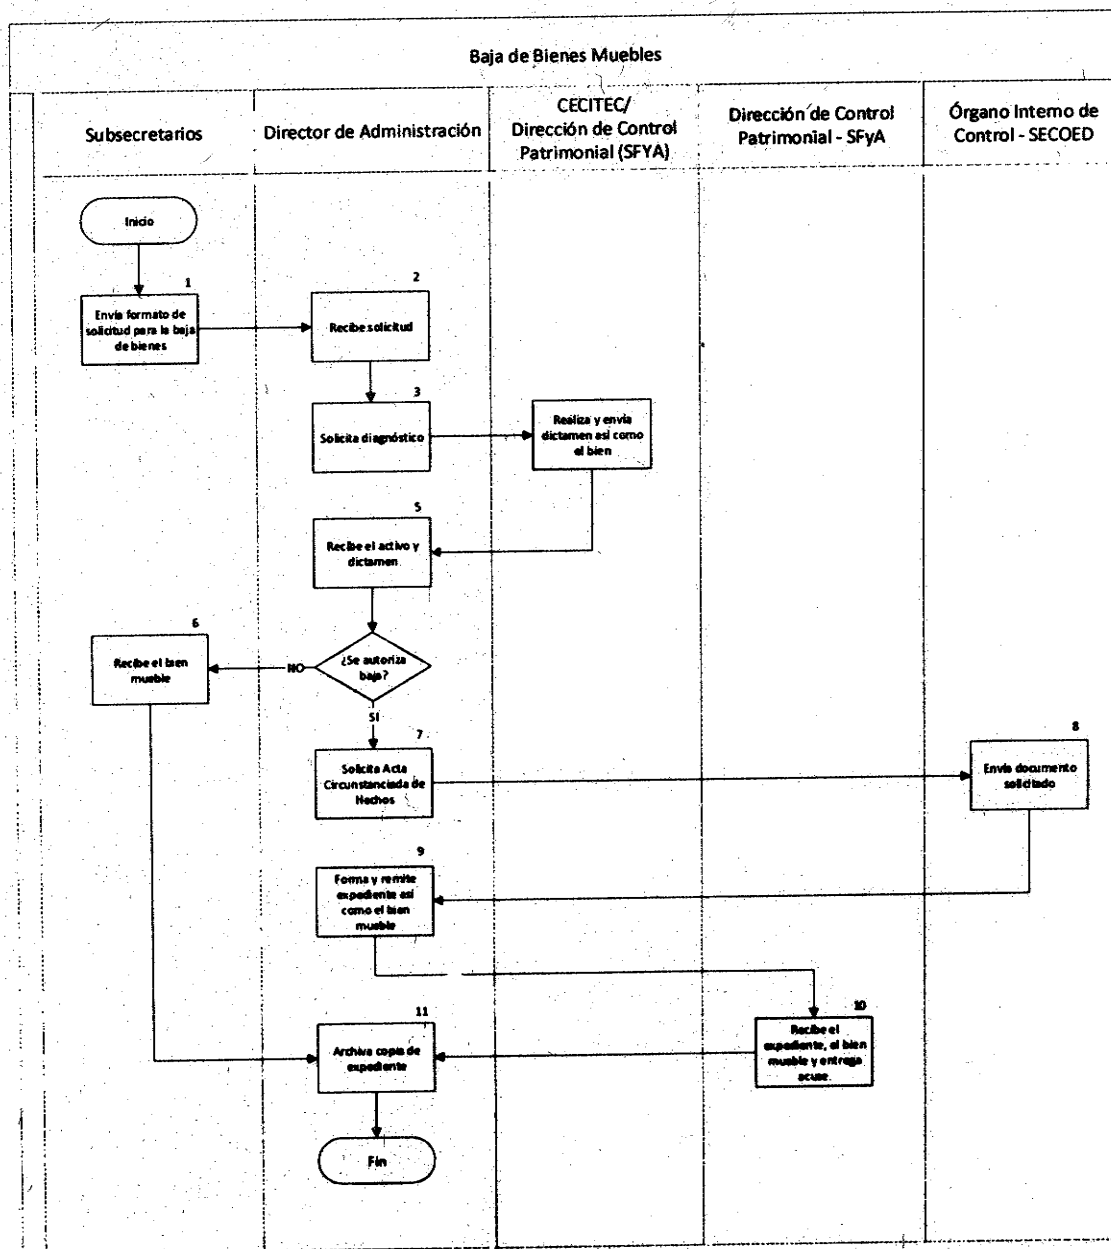 Baja de Bienes Muebles
Subsecretarios
Director de Administración
CECITEC/
Dirección de Control
Patrimonial (SFYA)
Dirección de Control
Patrimonial - SFyA
Órgano Interno de
Control - SECOED
Inicio
1
Envía formato de
solicitud para la baja
de bienes
2
Recibe solicitud
3
Solicita diagnóstico
Realiza y envía
dictamen así como
el bien
5
Recibe el activo y
dictamen
6
Recibe el bien
mueble
NO
¿Se autoriza
baja?
SI
7
Solicita Acta
Circunstanciada de
Hechos
8
Envía documento
solicitado
9
Forma y remite
expediente así
como el bien
mueble
10
Recibe el
expediente, el bien
mueble y entrega
acuse.
11
Archiva copia de
expediente
Fin